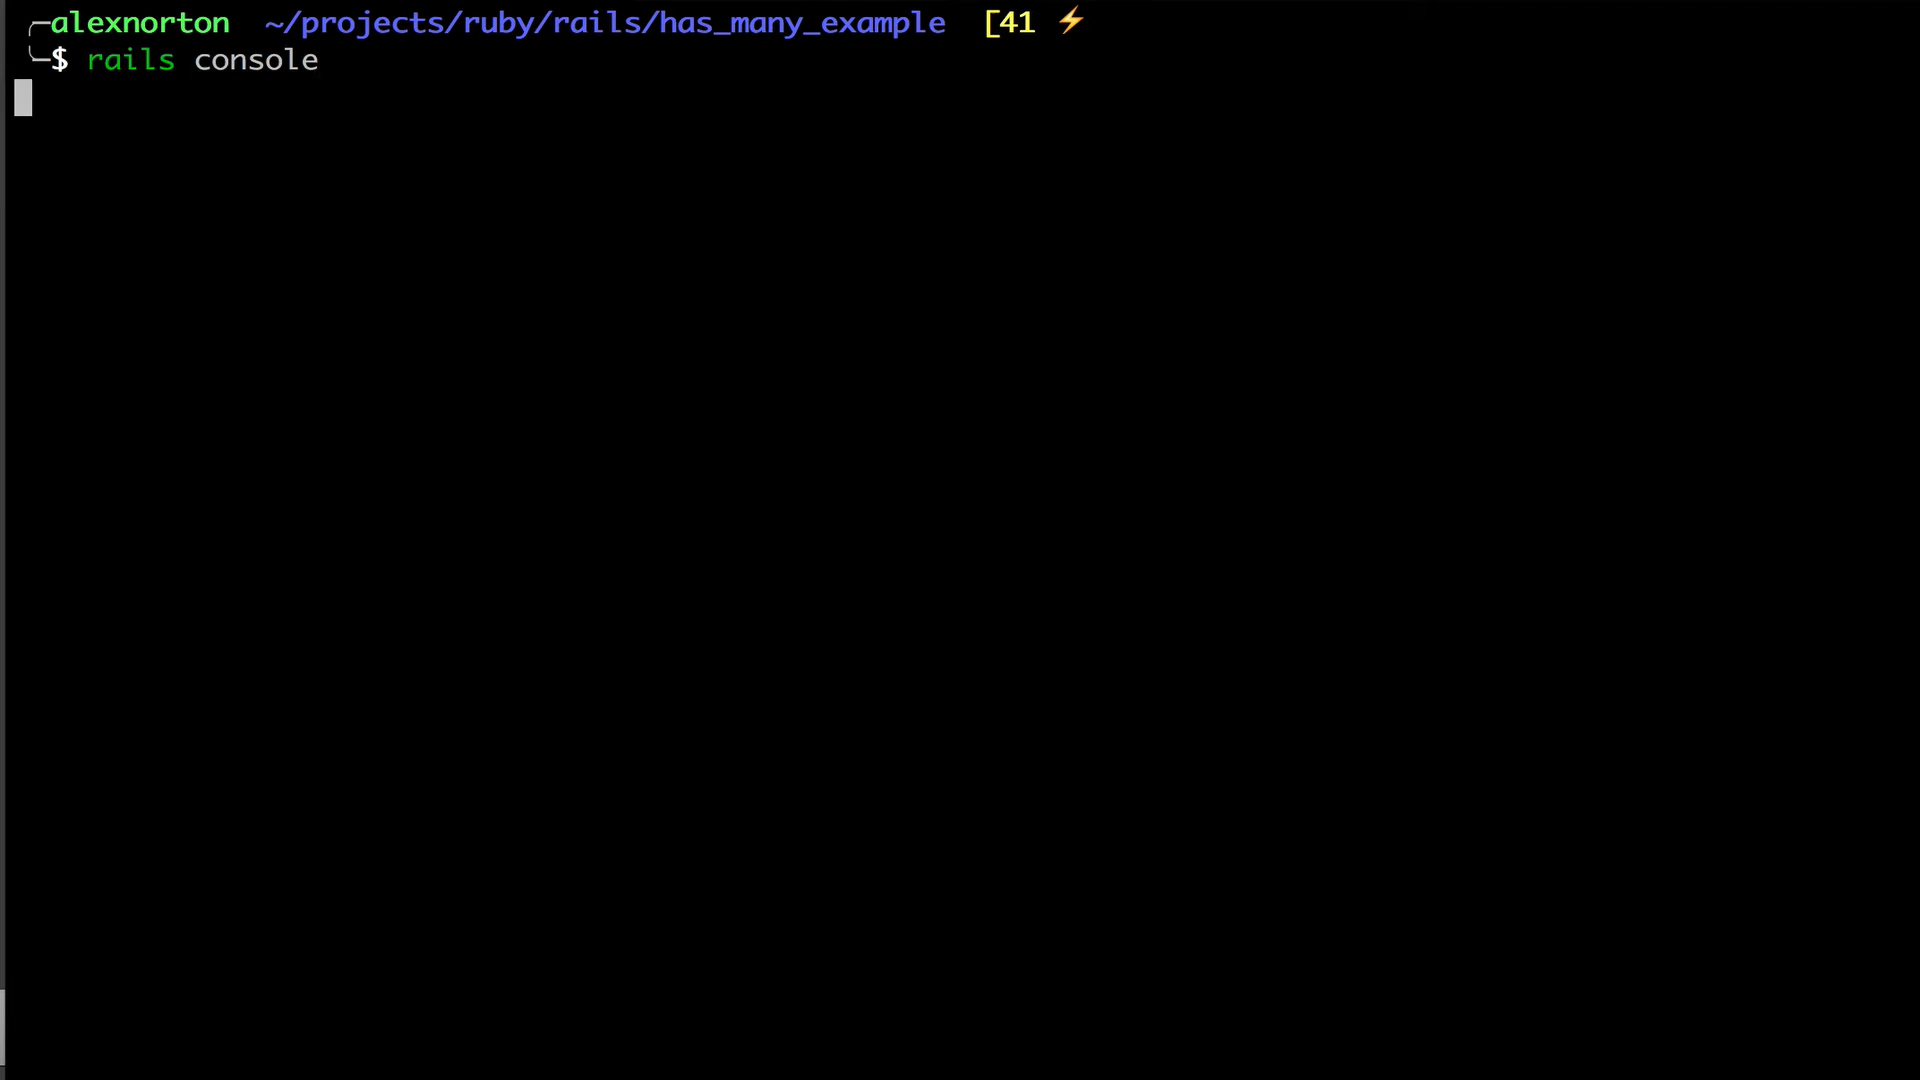 ╭─alexnorton ~/projects/ruby/rails/has_many_example [41 ⚡
╰─$ rails console